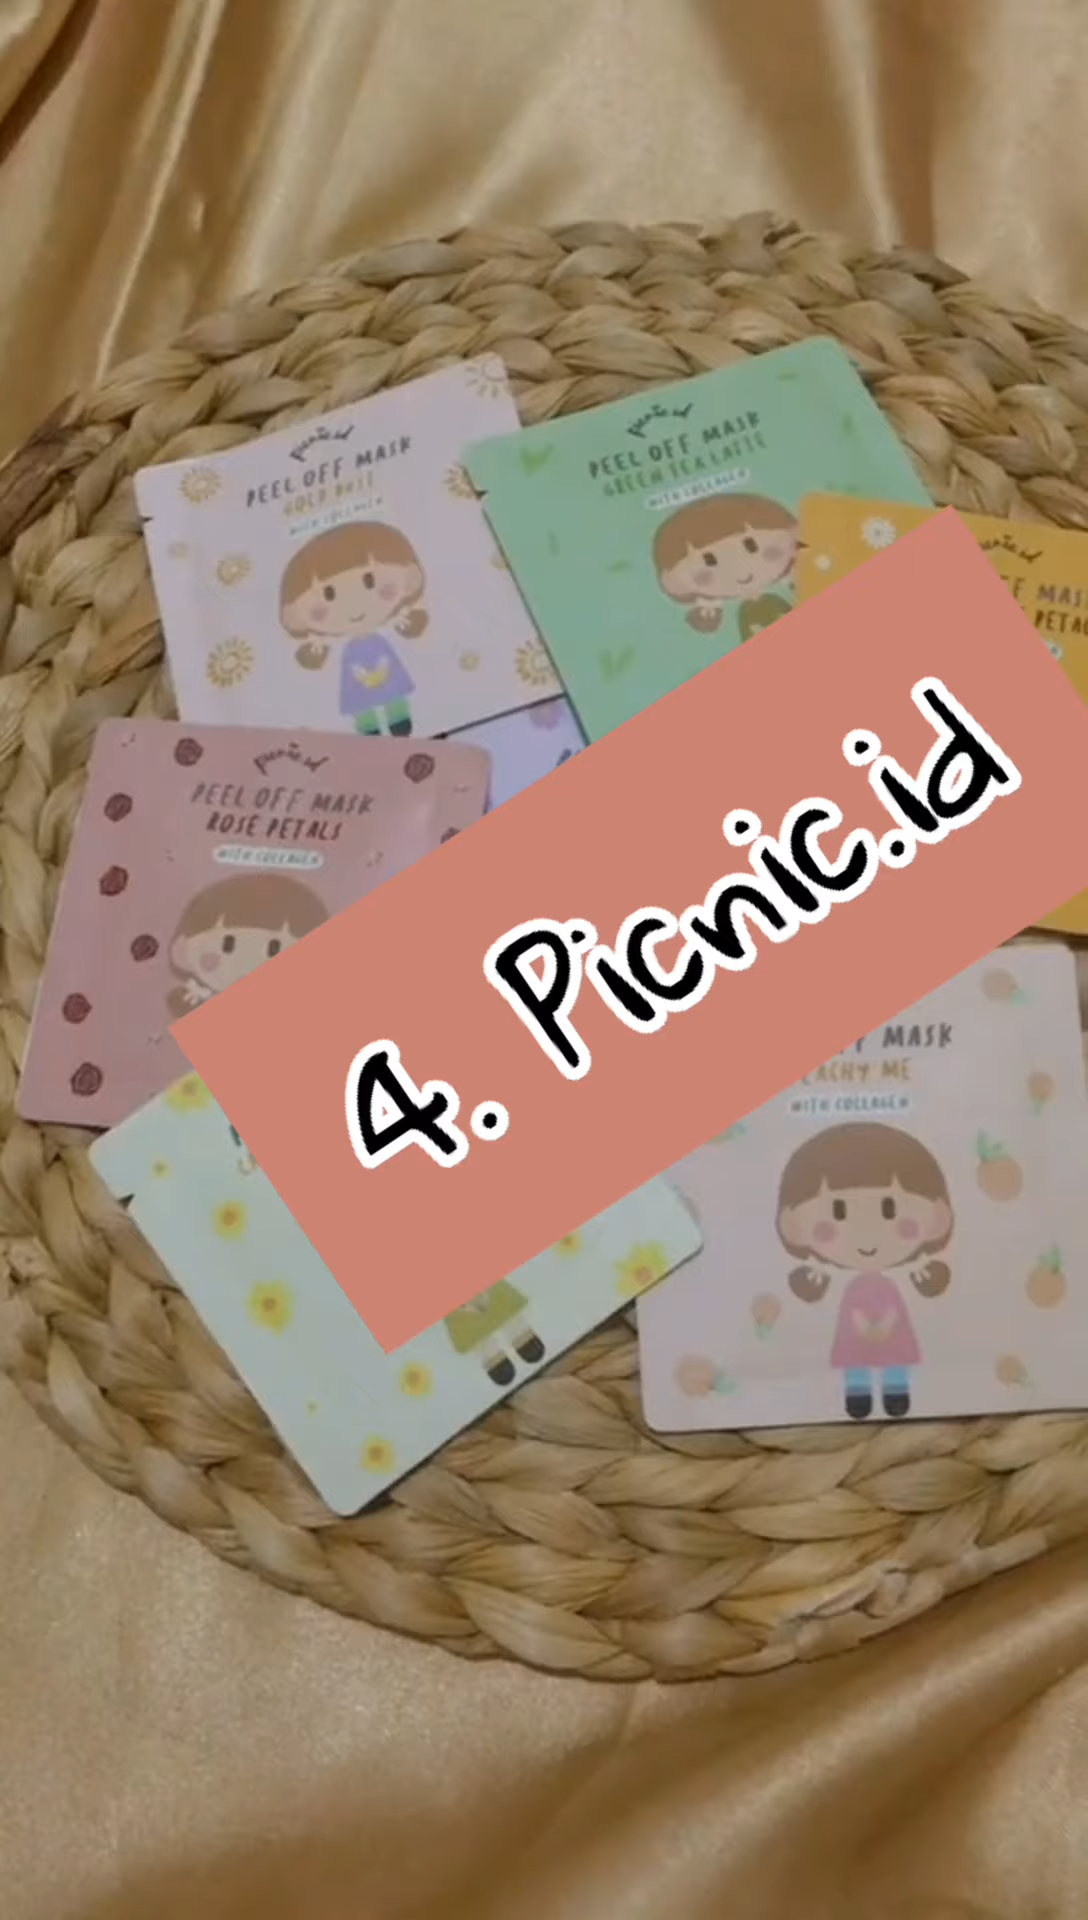 picnic.id
PEEL OFF MASK
GOLD DUST
WITH COLLAGEN
picnic.id
PEEL OFF MASK
GREEN TEA LATTE
WITH COLLAGEN
picnic.id
PEEL OFF MASK
ROSE PETALS
WITH COLLAGEN
4. Picnic.id
MASK
WITH COLLAGEN